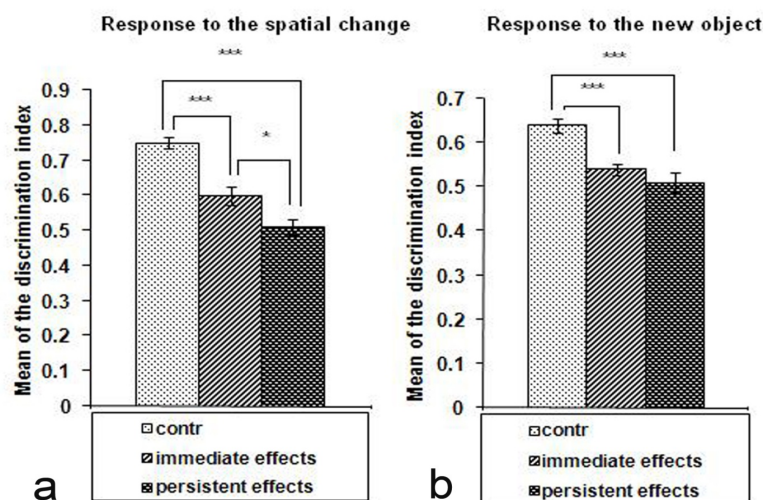 Response to the spatial change
***
***
*
Mean of the discrimination index
0.9
0.8
0.7
0.6
0.5
0.4
0.3
0.2
0.1
0
contr
immediate effects
persistent effects
a
Response to the new object
***
***
Mean of the discrimination index
0.7
0.6
0.5
0.4
0.3
0.2
0.1
0
contr
immediate effects
persistent effects
b